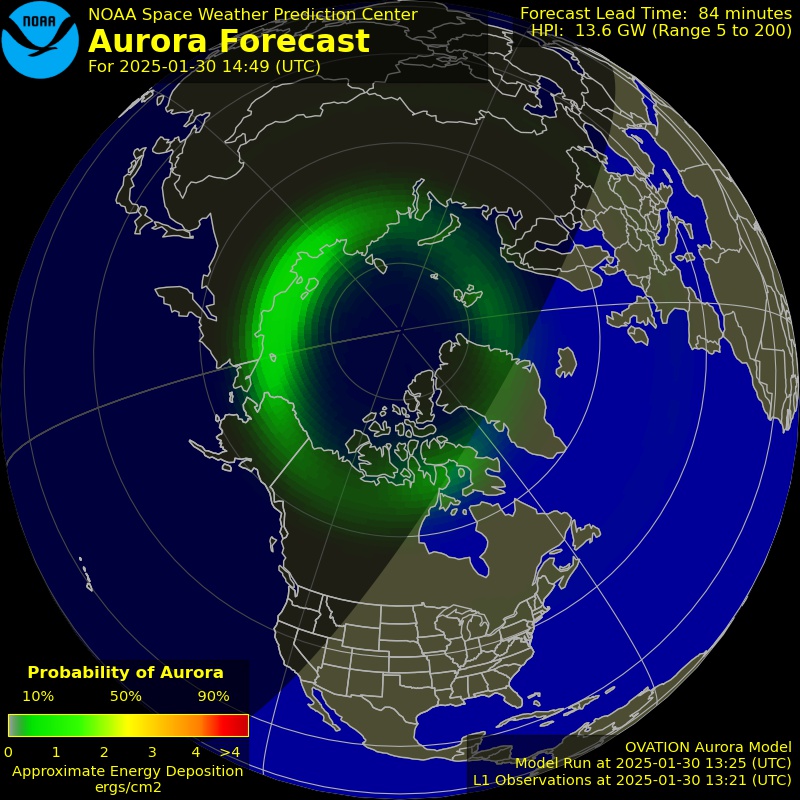 NOAA
NOAA Space Weather Prediction Center
Aurora Forecast
For 2025-01-30 14:49 (UTC)
Forecast Lead Time: 84 minutes
HPI: 13.6 GW (Range 5 to 200)
Probability of Aurora
10% 50% 90%
0 1 2 3 4 >4
Approximate Energy Deposition
ergs/cm2
OVATION Aurora Model
Model Run at 2025-01-30 13:25 (UTC)
L1 Observations at 2025-01-30 13:21 (UTC)